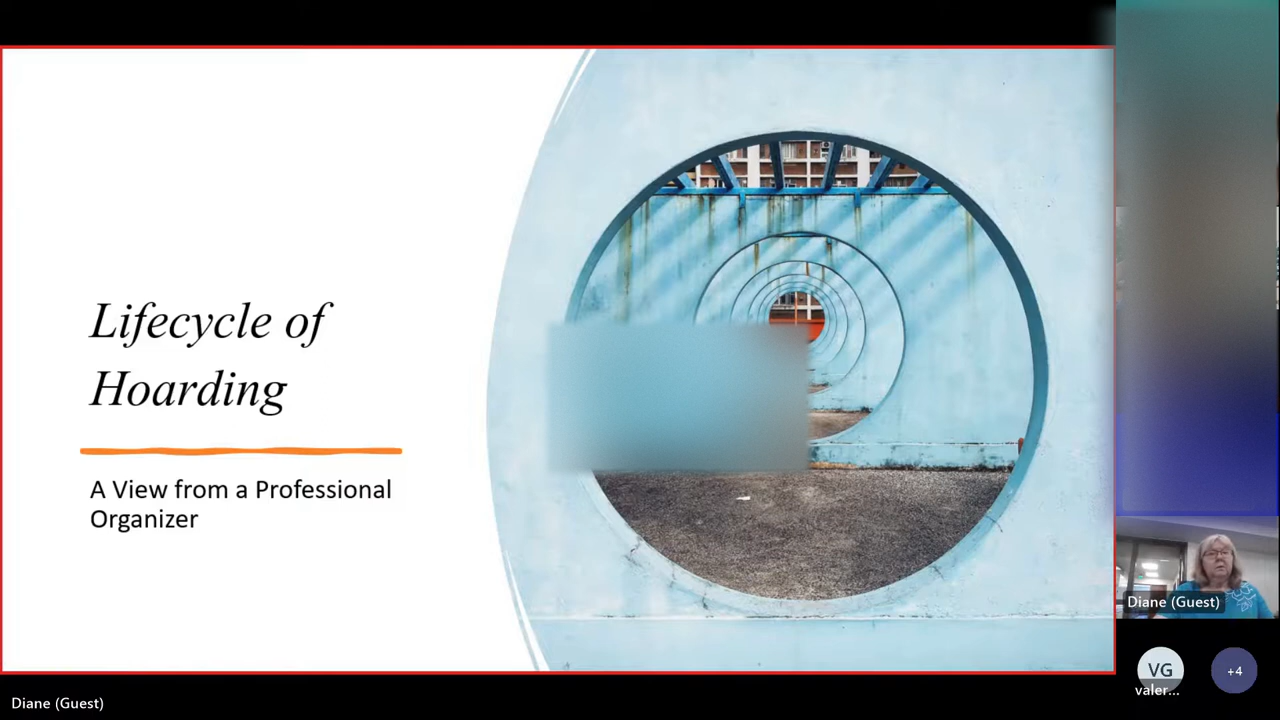 Lifecycle of
Hoarding
A View from a Professional
Organizer
Diane (Guest)
VG
valer...
+4
Diane (Guest)